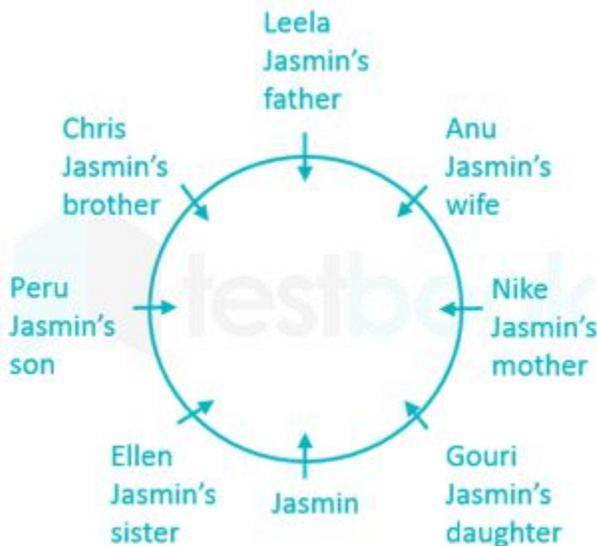 Leela
Jasmin's
father
Chris
Jasmin's
brother
Anu
Jasmin's
wife
Peru
Jasmin's
son
testbook
Nike
Jasmin's
mother
Ellen
Jasmin's
sister
Jasmin
Gouri
Jasmin's
daughter